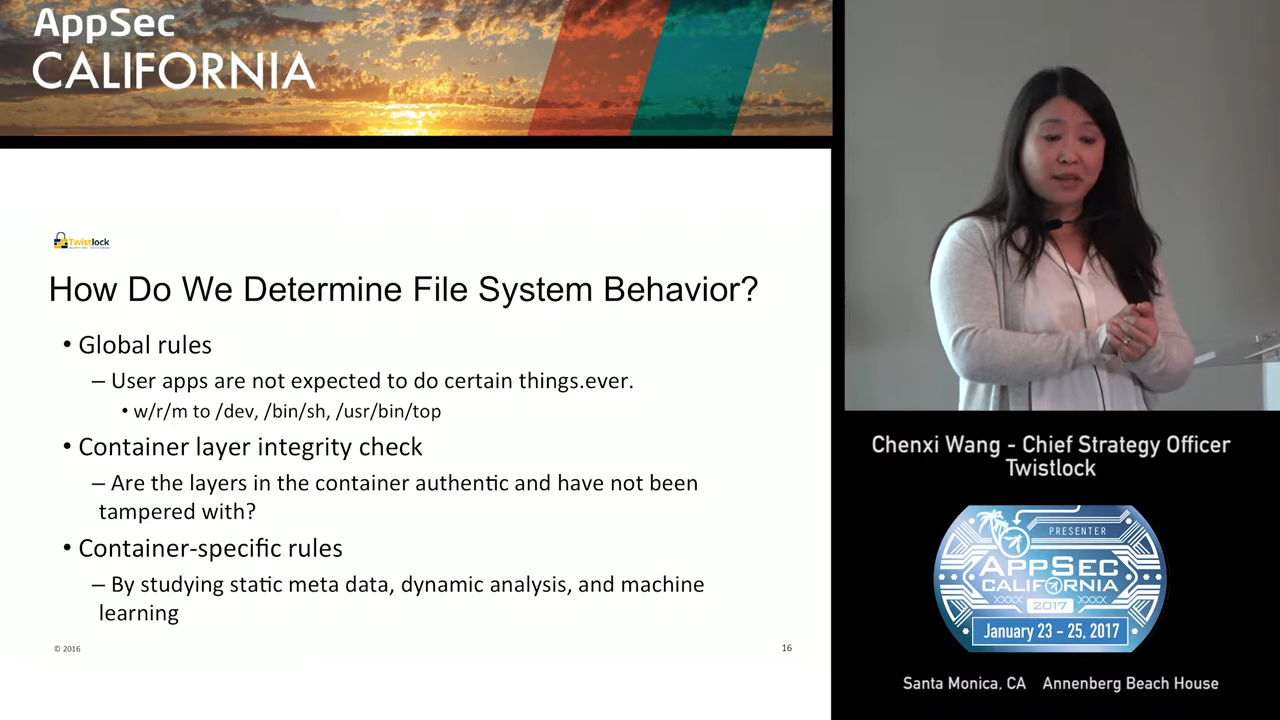 AppSec
CALIFORNIA
Twistlock
How Do We Determine File System Behavior?
• Global rules
– User apps are not expected to do certain things.ever.
• w/r/m to /dev, /bin/sh, /usr/bin/top
• Container layer integrity check
– Are the layers in the container authentic and have not been
tampered with?
• Container-specific rules
– By studying static meta data, dynamic analysis, and machine
learning
© 2016
16
Chenxi Wang - Chief Strategy Officer
Twistlock
PRESENTER
APPSEC
CALIFORNIA
2017
January 23 - 25, 2017
Santa Monica, CA Annenberg Beach House